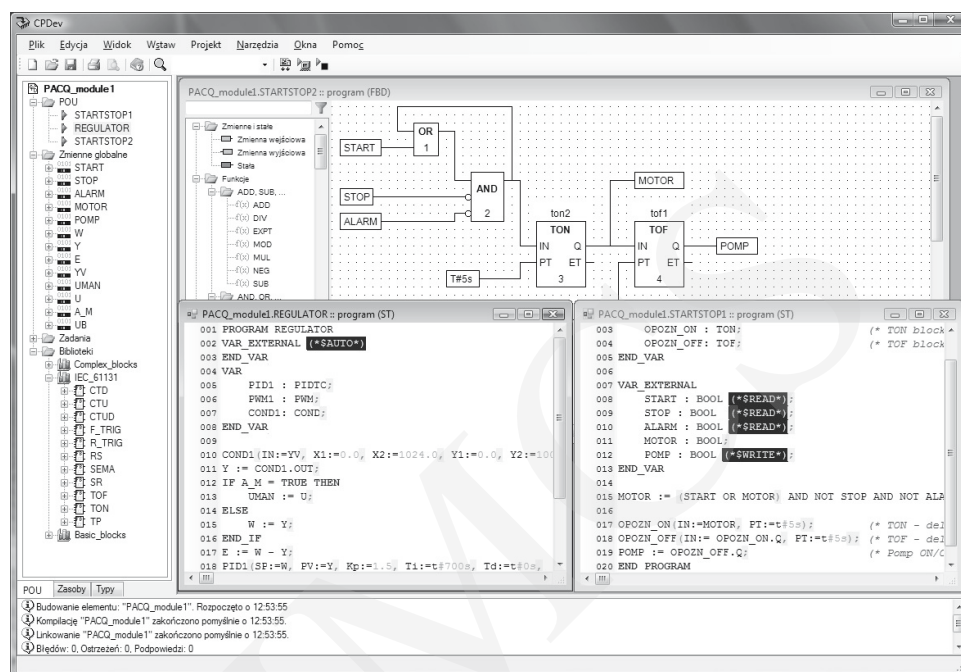 CPDev
Plik Edycja Widok Wstaw Projekt Narzędzia Okna Pomoc
PACQ_module1
POU
STARTSTOP1
REGULATOR
STARTSTOP2
Zmienne globalne
START
STOP
ALARM
MOTOR
POMP
W
Y
E
YV
UMAN
U
A_M
UB
Zadania
Biblioteki
Complex_blocks
IEC_61131
CTD
CTU
CTUD
F_TRIG
R_TRIG
RS
SEMA
SR
TOF
TON
TP
Basic_blocks
POU Zasoby Typy
PACQ_module1.STARTSTOP2 :: program (FBD)
Zmienne i stałe
Zmienna wejściowa
Zmienna wyjściowa
Stała
Funkcje
ADD, SUB, ...
f(x) ADD
f(x) DIV
f(x) EXPT
f(x) MOD
f(x) MUL
f(x) NEG
f(x) SUB
AND, OR, ...
START
OR
1
STOP
ALARM
AND
2
T#5s
ton2
TON
IN Q
PT ET
3
MOTOR
tof1
TOF
IN Q
PT ET
4
POMP
PACQ_module1.REGULATOR :: program (ST)
001 PROGRAM REGULATOR
002 VAR_EXTERNAL (*$AUTO*)
003 END_VAR
004 VAR
005 PID1 : PIDTC;
006 PWM1 : PWM;
007 COND1: COND;
008 END_VAR
009
010 COND1(IN:=YV, X1:=0.0, X2:=1024.0, Y1:=0.0, Y2:=100
011 Y := COND1.OUT;
012 IF A_M = TRUE THEN
013 UMAN := U;
014 ELSE
015 W := Y;
016 END_IF
017 E := W - Y;
018 PID1(SP:=W, PV:=Y, Kp:=1.5, Ti:=t#700s, Td:=t#0s,
PACQ_module1.STARTSTOP1 :: program (ST)
003 OPOZN_ON : TON; (* TON block
004 OPOZN_OFF: TOF; (* TOF block
005 END_VAR
006
007 VAR_EXTERNAL
008 START : BOOL (*$READ*);
009 STOP : BOOL (*$READ*);
010 ALARM : BOOL (*$READ*);
011 MOTOR : BOOL;
012 POMP : BOOL (*$WRITE*);
013 END_VAR
014
015 MOTOR := (START OR MOTOR) AND NOT STOP AND NOT ALA
016
017 OPOZN_ON(IN:=MOTOR, PT:=t#5s); (* TON - del
018 OPOZN_OFF(IN:= OPOZN_ON.Q, PT:=t#5s); (* TOF - del
019 POMP := OPOZN_OFF.Q; (* Pomp ON/O
020 END PROGRAM
Budowanie elementu: "PACQ_module1". Rozpoczęto o 12:53:55
Kompilację "PACQ_module1" zakończono pomyślnie o 12:53:55.
Linkowanie "PACQ_module1" zakończono pomyślnie o 12:53:55.
Błędów: 0, Ostrzeżeń: 0, Podpowiedzi: 0